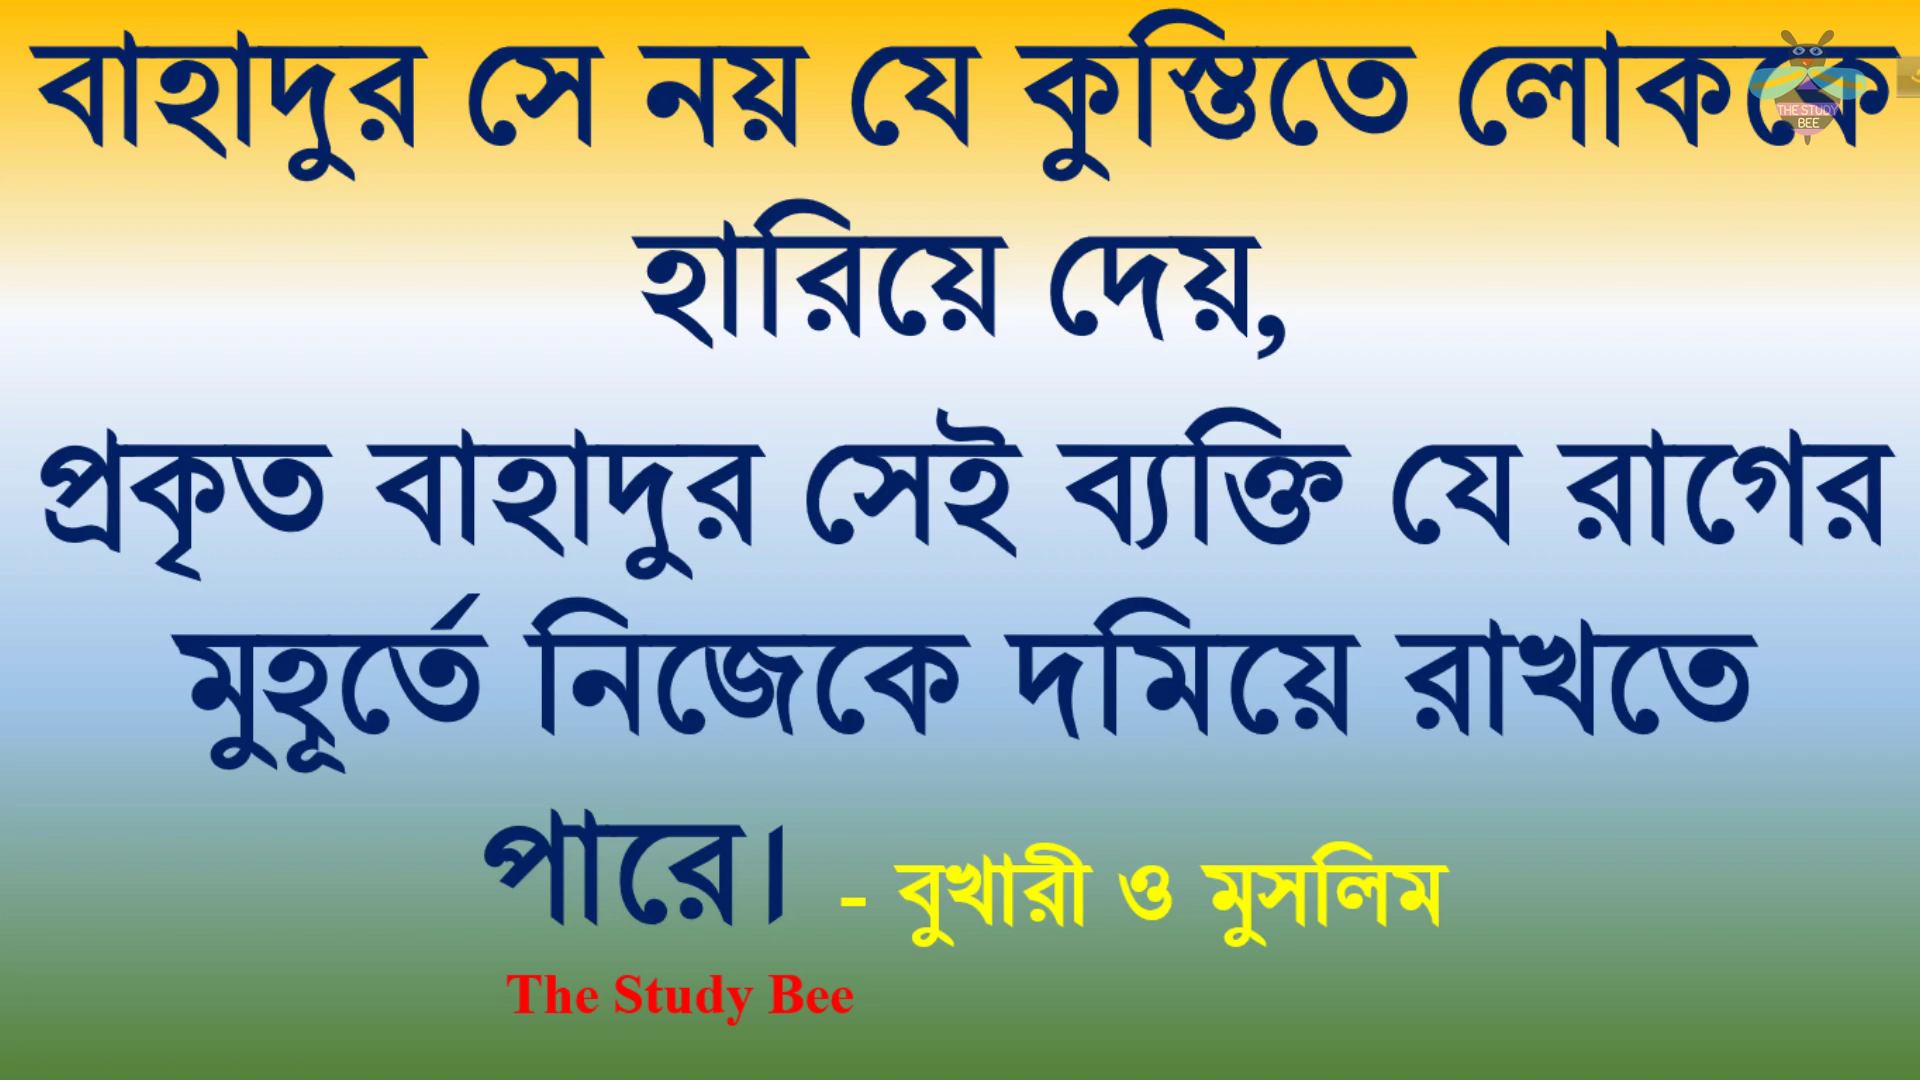 বাহাদুর সে নয় যে কুস্তিতে লোককে
হারিয়ে দেয়,
প্রকৃত বাহাদুর সেই ব্যক্তি যে রাগের
মুহূর্তে নিজেকে দমিয়ে রাখতে
পারে। - বুখারী ও মুসলিম
The Study Bee
THE STUDY
BEE